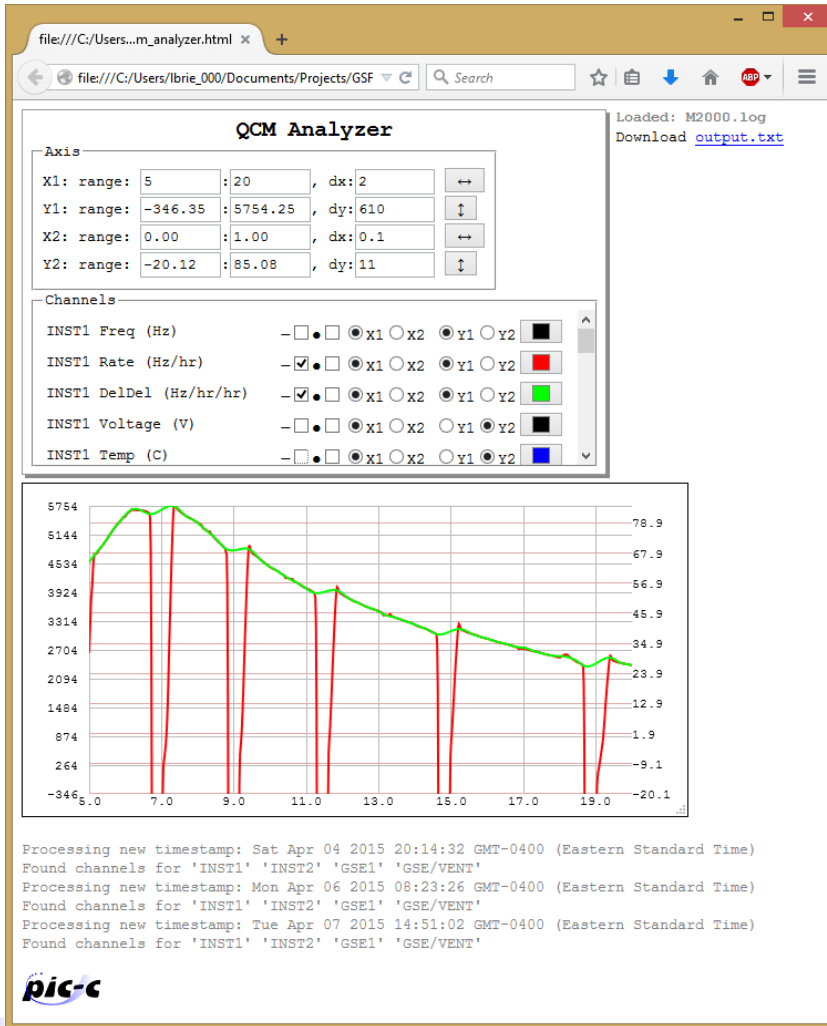 file:///C:/Users...m_analyzer.html × +
file:///C:/Users/lbrie_000/Documents/Projects/GSF Search ABP
QCM Analyzer
Loaded: M2000.log
Download output.txt
Axis
X1: range: 5 : 20 , dx: 2 ↔
Y1: range: -346.35 : 5754.25 , dy: 610 ↕
X2: range: 0.00 : 1.00 , dx: 0.1 ↔
Y2: range: -20.12 : 85.08 , dy: 11 ↕
Channels
INST1 Freq (Hz) – • X1 X2 Y1 Y2
INST1 Rate (Hz/hr) – • X1 X2 Y1 Y2
INST1 DelDel (Hz/hr/hr) – • X1 X2 Y1 Y2
INST1 Voltage (V) – • X1 X2 Y1 Y2
INST1 Temp (C) – • X1 X2 Y1 Y2
5754
78.9
5144
67.9
4534
56.9
3924
45.9
3314
34.9
2704
23.9
2094
12.9
1484
1.9
874
-9.1
264
-20.1
-346
5.0 7.0 9.0 11.0 13.0 15.0 17.0 19.0
Processing new timestamp: Sat Apr 04 2015 20:14:32 GMT-0400 (Eastern Standard Time)
Found channels for 'INST1' 'INST2' 'GSE1' 'GSE/VENT'
Processing new timestamp: Mon Apr 06 2015 08:23:26 GMT-0400 (Eastern Standard Time)
Found channels for 'INST1' 'INST2' 'GSE1' 'GSE/VENT'
Processing new timestamp: Tue Apr 07 2015 14:51:02 GMT-0400 (Eastern Standard Time)
Found channels for 'INST1' 'INST2' 'GSE1' 'GSE/VENT'
pic-c